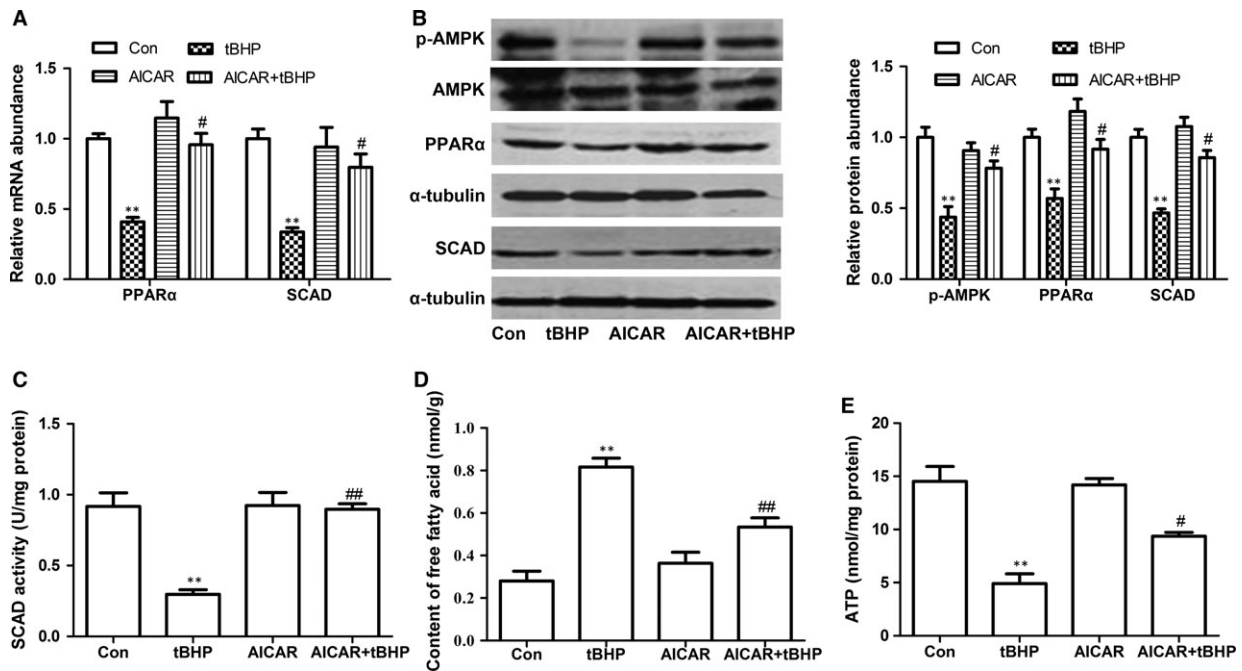 A
Con
tBHP
AICAR
AICAR+tBHP
Relative mRNA abundance
1.5
1.0
0.5
0.0
**
#
**
#
PPARα
SCAD
B
p-AMPK
AMPK
PPARα
α-tubulin
SCAD
α-tubulin
Con tBHP AICAR AICAR+tBHP
Con
tBHP
AICAR
AICAR+tBHP
Relative protein abundance
1.5
1.0
0.5
0.0
**
#
**
#
**
#
p-AMPK
PPARα
SCAD
C
SCAD activity (U/mg protein)
1.5
1.0
0.5
0.0
**
##
Con tBHP AICAR AICAR+tBHP
D
Content of free fatty acid (nmol/g)
1.0
0.8
0.6
0.4
0.2
0.0
**
##
Con tBHP AICAR AICAR+tBHP
E
ATP (nmol/mg protein)
20
15
10
5
0
**
#
Con tBHP AICAR AICAR+tBHP